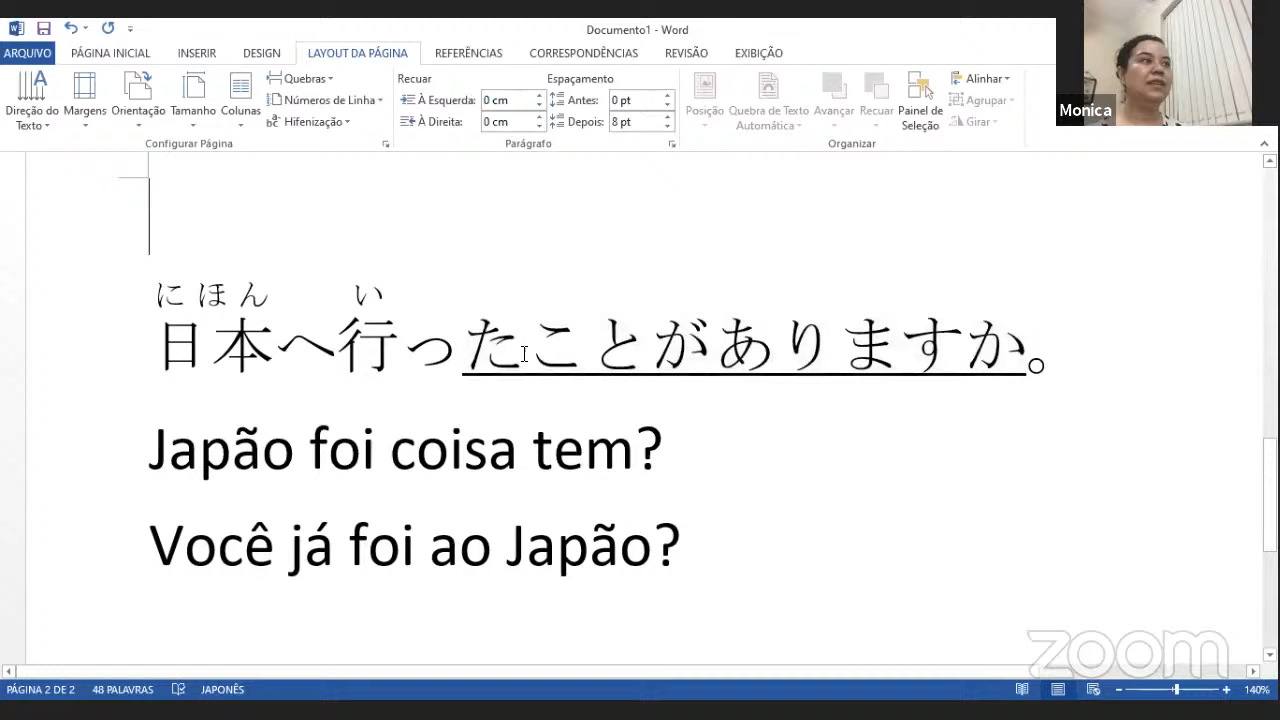 Documento1 - Word
ARQUIVO PÁGINA INICIAL INSERIR DESIGN LAYOUT DA PÁGINA REFERÊNCIAS CORRESPONDÊNCIAS REVISÃO EXIBIÇÃO
Direção do Texto Margens Orientação Tamanho Colunas
Quebras
Números de Linha
Hifenização
Configurar Página
Recuar Espaçamento
À Esquerda: 0 cm Antes: 0 pt
À Direita: 0 cm Depois: 8 pt
Parágrafo
Posição Quebra de Texto Automática Avançar Recuar Painel de Seleção
Alinhar
Agrupar
Girar
Organizar
Monica
にほん い
日本へ行ったことがありますか。
Japão foi coisa tem?
Você já foi ao Japão?
zoom
PÁGINA 2 DE 2 48 PALAVRAS JAPONÊS 140%